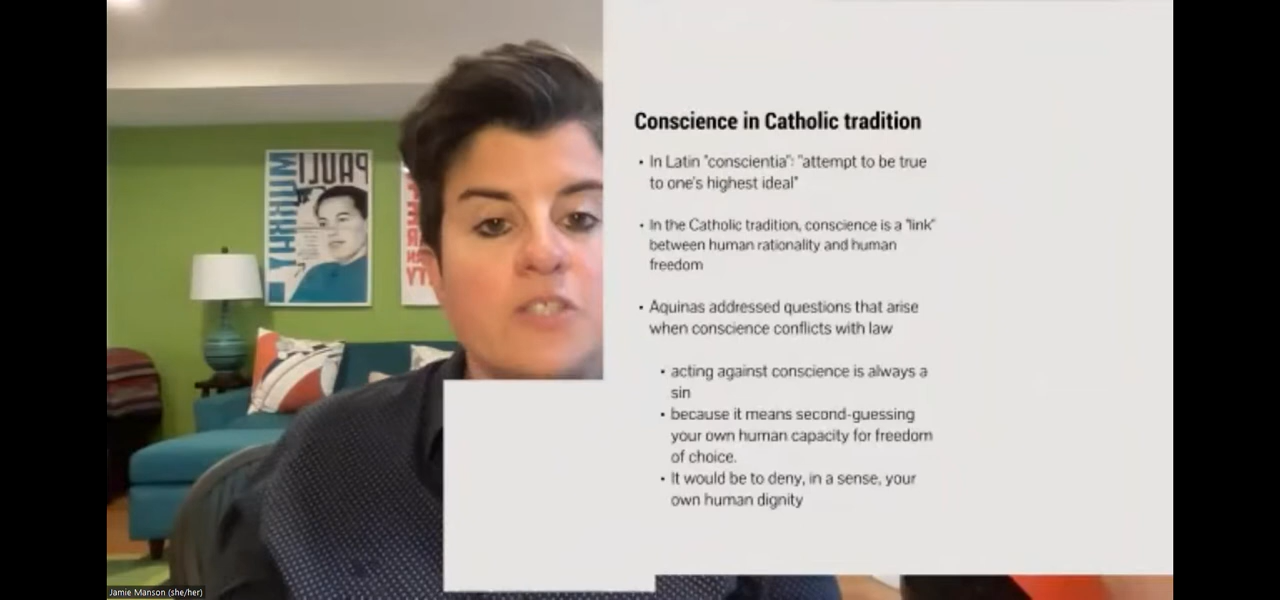 PAULI
MURRAY
Conscience in Catholic tradition
• In Latin "conscientia": "attempt to be true
to one's highest ideal"
• In the Catholic tradition, conscience is a "link"
between human rationality and human
freedom
• Aquinas addressed questions that arise
when conscience conflicts with law
• acting against conscience is always a
sin
• because it means second-guessing
your own human capacity for freedom
of choice.
• It would be to deny, in a sense, your
own human dignity
Jamie Manson (she/her)